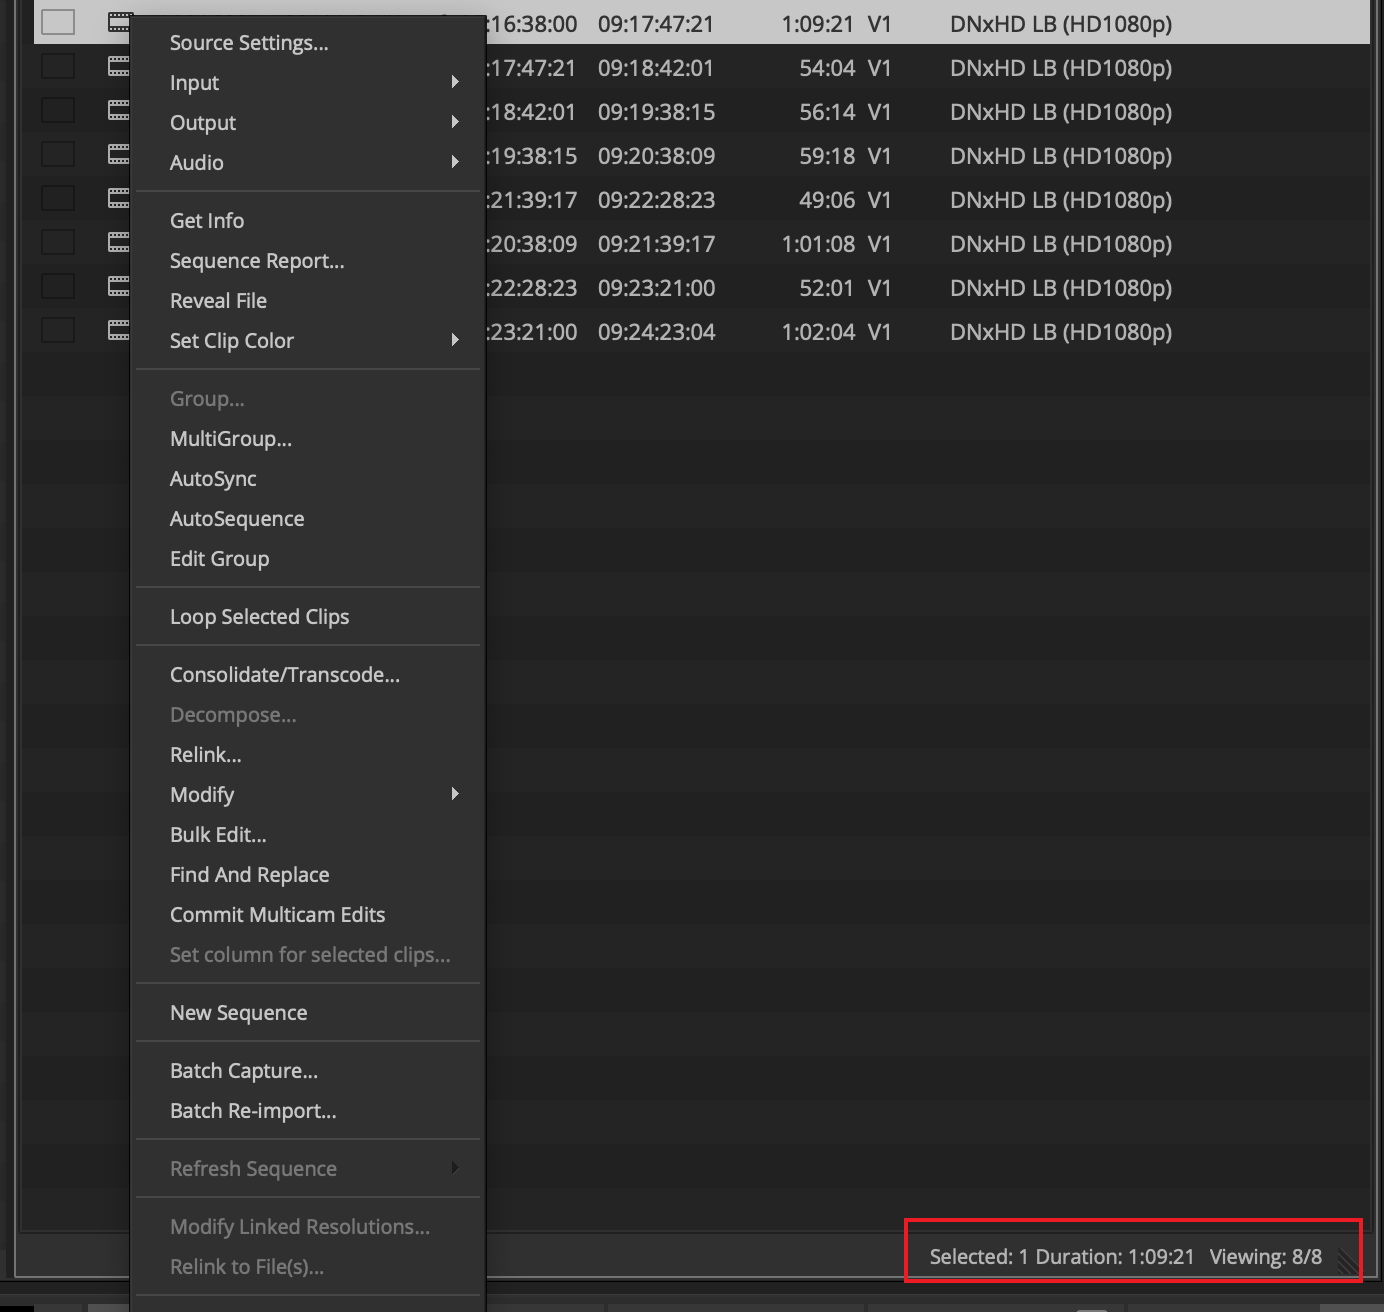 :16:38:00 09:17:47:21 1:09:21 V1 DNxHD LB (HD1080p)
:17:47:21 09:18:42:01 54:04 V1 DNxHD LB (HD1080p)
:18:42:01 09:19:38:15 56:14 V1 DNxHD LB (HD1080p)
:19:38:15 09:20:38:09 59:18 V1 DNxHD LB (HD1080p)
:21:39:17 09:22:28:23 49:06 V1 DNxHD LB (HD1080p)
:20:38:09 09:21:39:17 1:01:08 V1 DNxHD LB (HD1080p)
:22:28:23 09:23:21:00 52:01 V1 DNxHD LB (HD1080p)
:23:21:00 09:24:23:04 1:02:04 V1 DNxHD LB (HD1080p)
Source Settings...
Input
Output
Audio
Get Info
Sequence Report...
Reveal File
Set Clip Color
Group...
MultiGroup...
AutoSync
AutoSequence
Edit Group
Loop Selected Clips
Consolidate/Transcode...
Decompose...
Relink...
Modify
Bulk Edit...
Find And Replace
Commit Multicam Edits
Set column for selected clips...
New Sequence
Batch Capture...
Batch Re-import...
Refresh Sequence
Modify Linked Resolutions...
Relink to File(s)...
Selected: 1 Duration: 1:09:21 Viewing: 8/8